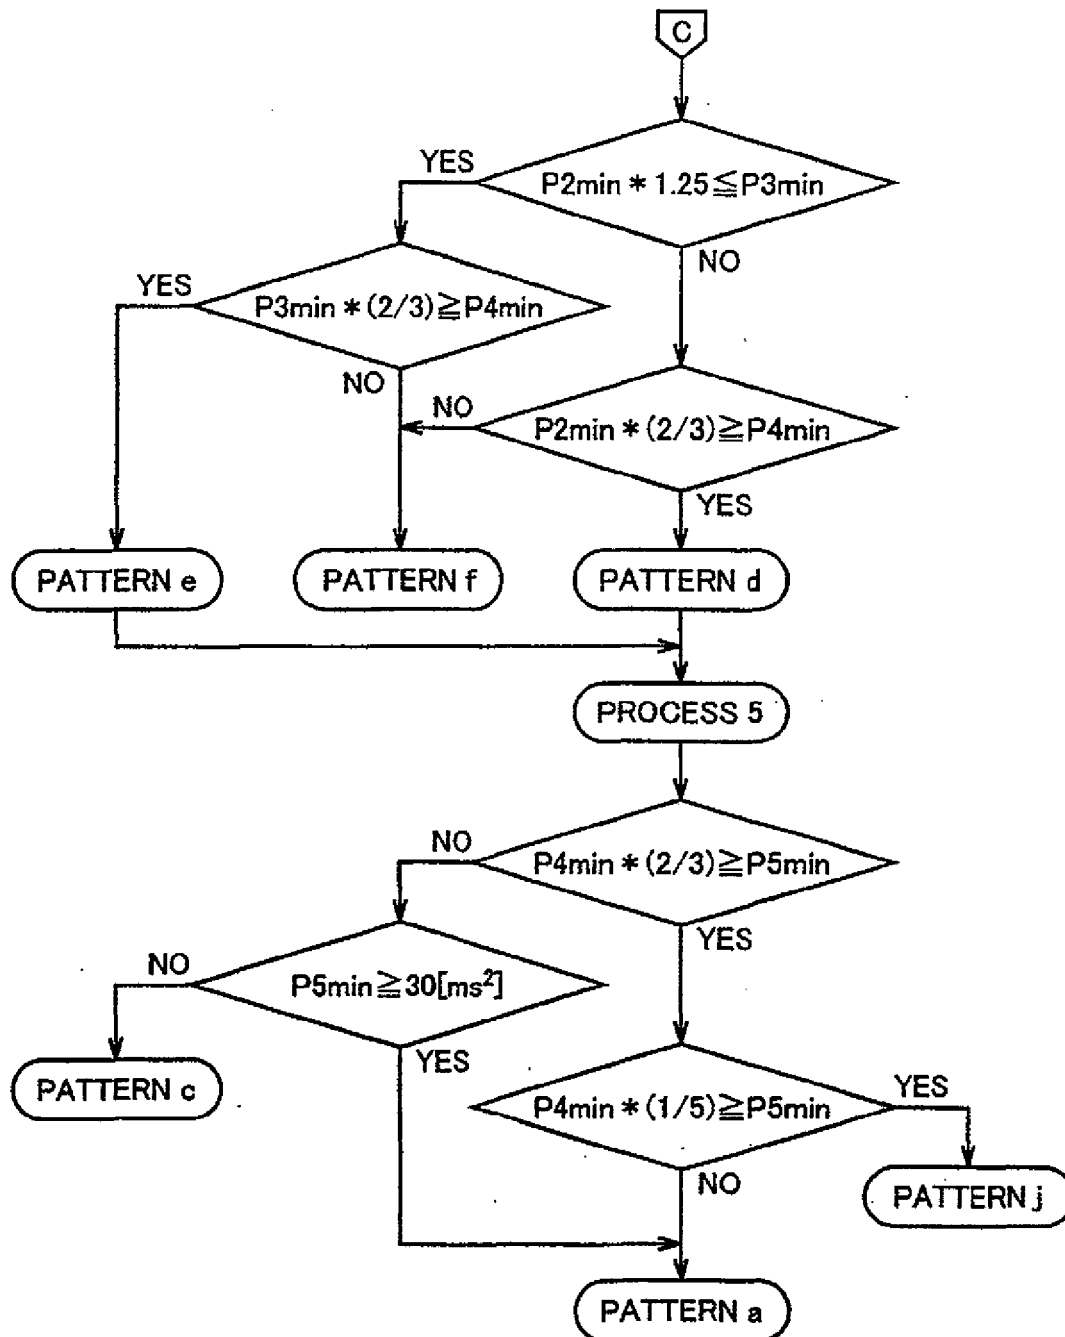 C
YES
P2min * 1.25≦P3min
NO
YES
P3min * (2/3)≧P4min
NO
NO
P2min * (2/3)≧P4min
YES
PATTERN e
PATTERN f
PATTERN d
PROCESS 5
NO
P4min * (2/3)≧P5min
YES
NO
P5min≧30[ms²]
YES
PATTERN c
P4min * (1/5)≧P5min
YES
NO
PATTERN j
PATTERN a